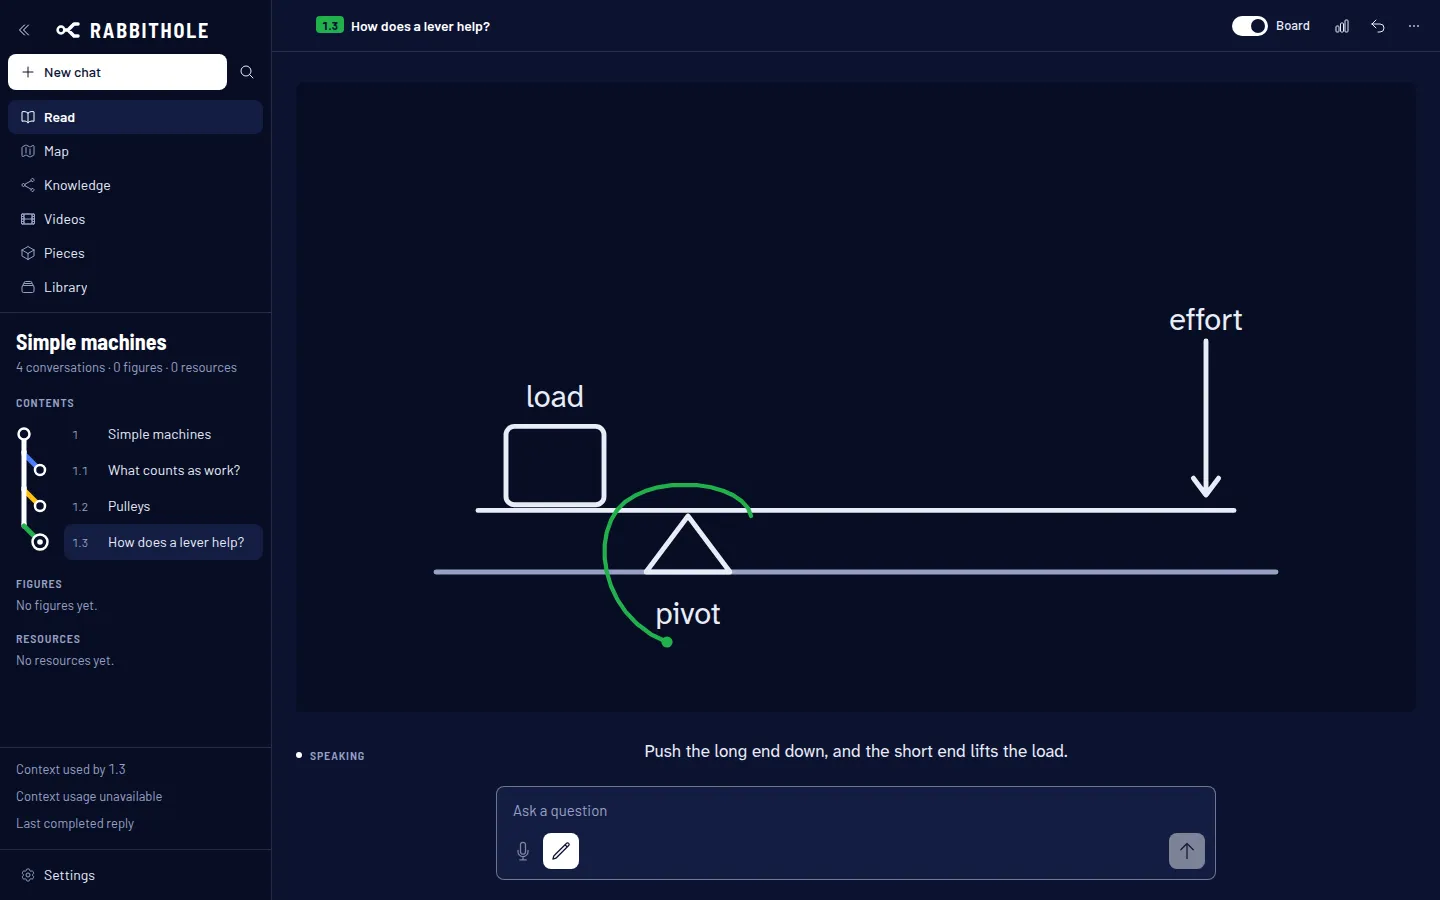 RABBITHOLE
New chat
Read
Map
Knowledge
Videos
Pieces
Library
Simple machines
4 conversations · 0 figures · 0 resources
CONTENTS
1 Simple machines
1.1 What counts as work?
1.2 Pulleys
1.3 How does a lever help?
FIGURES
No figures yet.
RESOURCES
No resources yet.
Context used by 1.3
Context usage unavailable
Last completed reply
Settings
1.3 How does a lever help?
Board
effort
load
pivot
SPEAKING
Push the long end down, and the short end lifts the load.
Ask a question